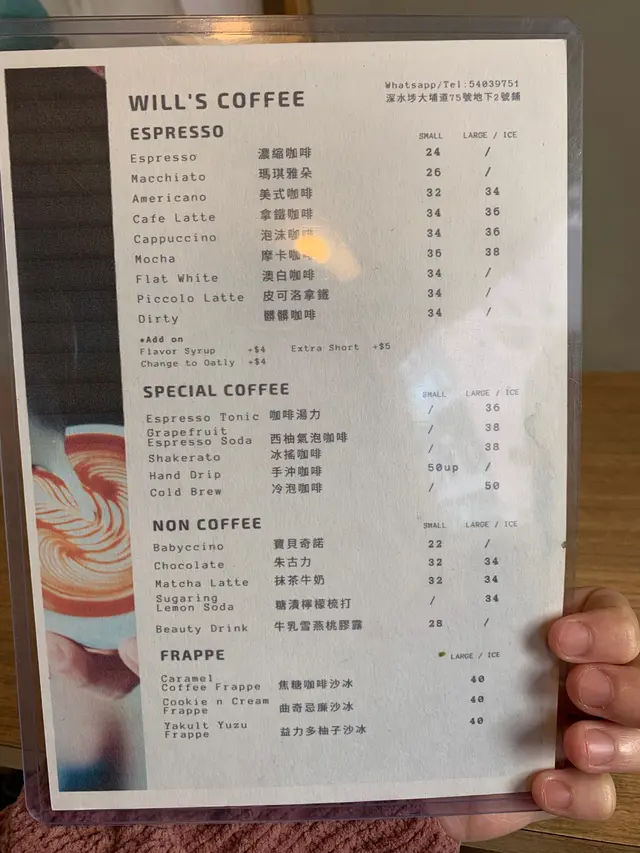 WILL'S COFFEE
Whatsapp/Tel:54039751
深水埗大埔道75號地下2號舖
ESPRESSO SMALL LARGE / ICE
Espresso 濃縮咖啡 24 /
Macchiato 瑪琪雅朵 26 /
Americano 美式咖啡 32 34
Cafe Latte 拿鐵咖啡 34 36
Cappuccino 泡沫咖啡 34 36
Mocha 摩卡咖啡 36 38
Flat White 澳白咖啡 34 /
Piccolo Latte 皮可洛拿鐵 34 /
Dirty 髒髒咖啡 34 /
*Add on
Flavor Syrup +$4 Extra Short +$5
Change to Oatly +$4
SPECIAL COFFEE SMALL LARGE / ICE
Espresso Tonic 咖啡湯力 / 36
Grapefruit
Espresso Soda 西柚氣泡咖啡 / 38
Shakerato 冰搖咖啡 / 38
Hand Drip 手沖咖啡 50up /
Cold Brew 冷泡咖啡 / 50
NON COFFEE SMALL LARGE / ICE
Babyccino 寶貝奇諾 22 /
Chocolate 朱古力 32 34
Matcha Latte 抹茶牛奶 32 34
Sugaring
Lemon Soda 糖漬檸檬梳打 / 34
Beauty Drink 牛乳雪燕桃膠露 28 /
FRAPPE LARGE / ICE
Caramel
Coffee Frappe 焦糖咖啡沙冰 40
Cookie n Cream
Frappe 曲奇忌廉沙冰 40
Yakult Yuzu
Frappe 益力多柚子沙冰 40